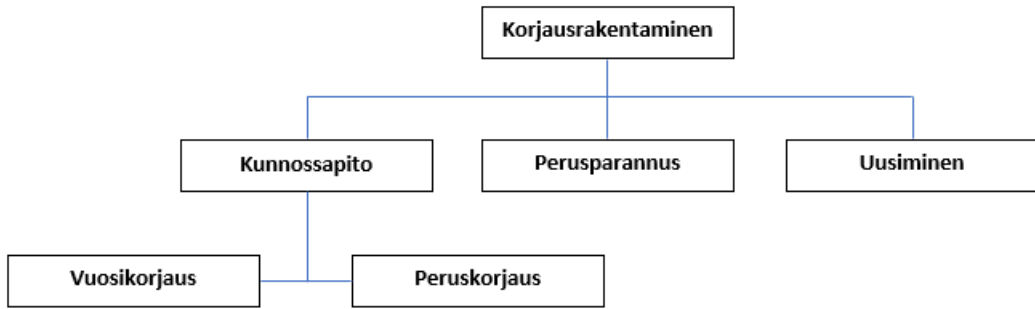 Korjausrakentaminen
Kunnossapito
Perusparannus
Uusiminen
Vuosikorjaus
Peruskorjaus